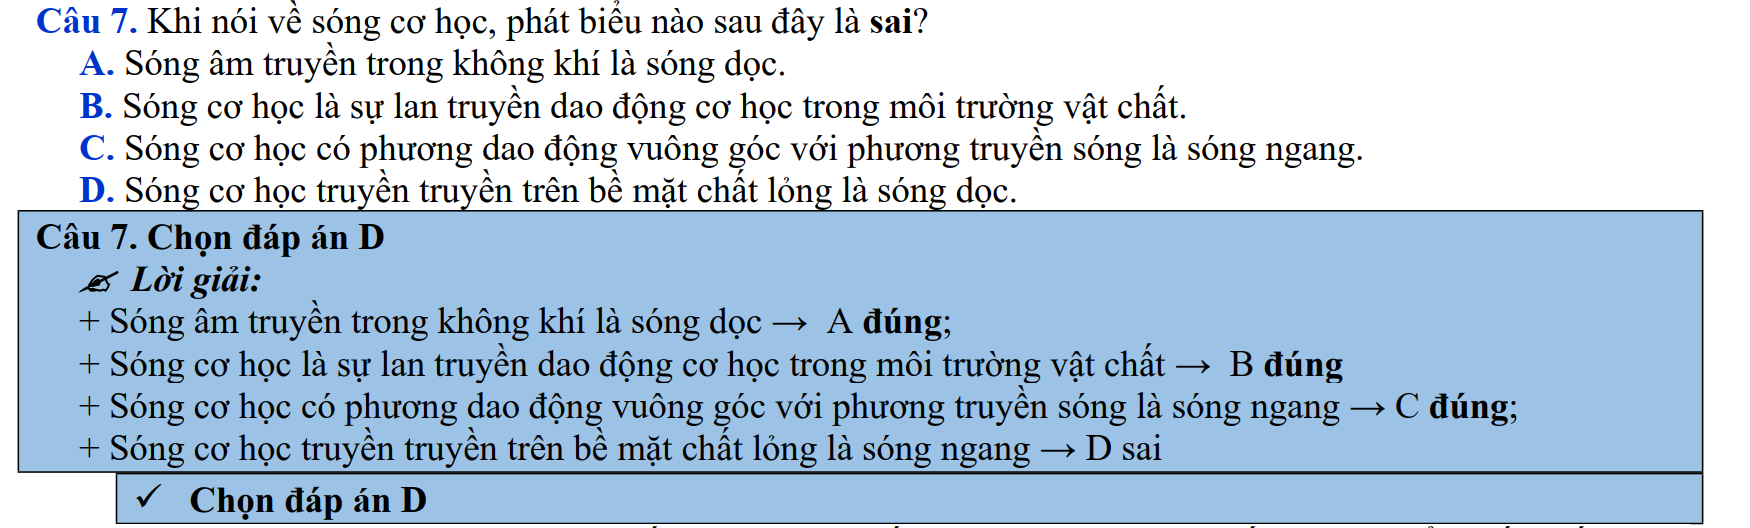 Câu 7. Khi nói về sóng cơ học, phát biểu nào sau đây là sai?
A. Sóng âm truyền trong không khí là sóng dọc.
B. Sóng cơ học là sự lan truyền dao động cơ học trong môi trường vật chất.
C. Sóng cơ học có phương dao động vuông góc với phương truyền sóng là sóng ngang.
D. Sóng cơ học truyền truyền trên bề mặt chất lỏng là sóng dọc.
Câu 7. Chọn đáp án D
✍ Lời giải:
+ Sóng âm truyền trong không khí là sóng dọc → A đúng;
+ Sóng cơ học là sự lan truyền dao động cơ học trong môi trường vật chất → B đúng
+ Sóng cơ học có phương dao động vuông góc với phương truyền sóng là sóng ngang → C đúng;
+ Sóng cơ học truyền truyền trên bề mặt chất lỏng là sóng ngang → D sai
✓ Chọn đáp án D